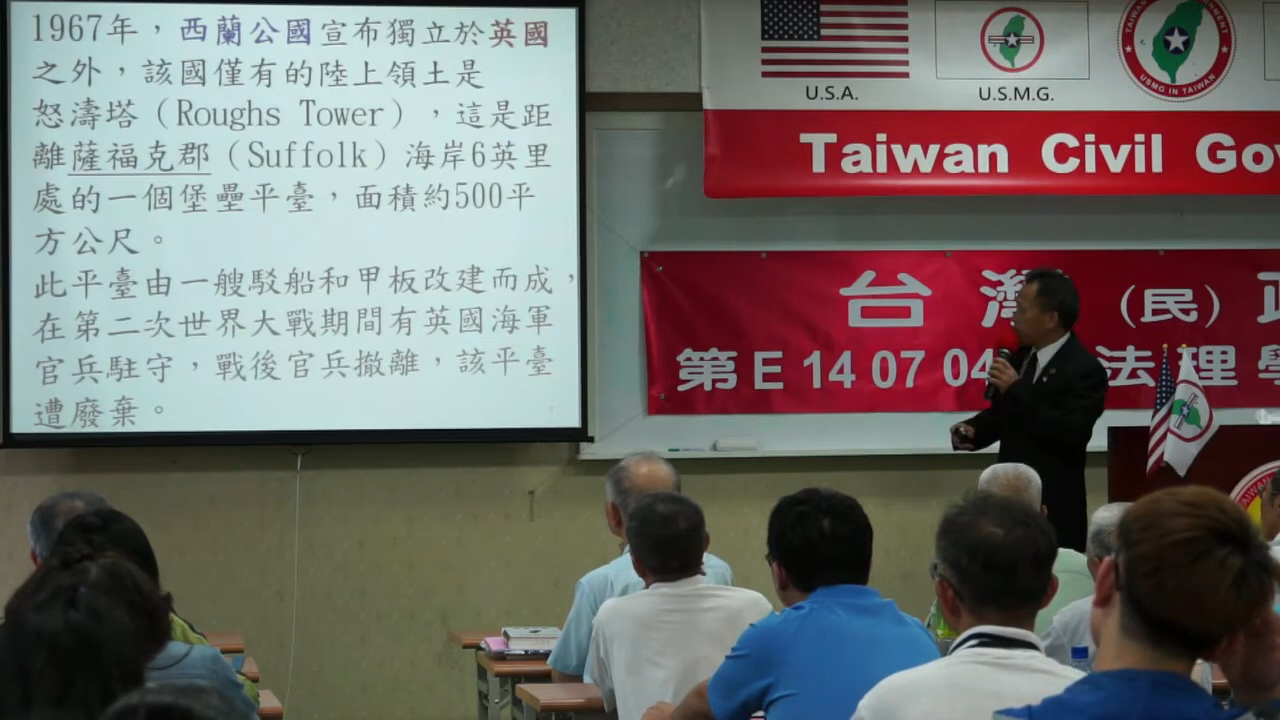 1967年，西蘭公國宣布獨立於英國
之外，該國僅有的陸上領土是
怒濤塔（Roughs Tower），這是距
離薩福克郡（Suffolk）海岸6英里
處的一個堡壘平臺，面積約500平
方公尺。
此平臺由一艘駁船和甲板改建而成，
在第二次世界大戰期間有英國海軍
官兵駐守，戰後官兵撤離，該平臺
遭廢棄。
U.S.A.
U.S.M.G.
USMG IN TAIWAN
Taiwan Civil Go
台灣（民）政
第E 14 07 04
法理學